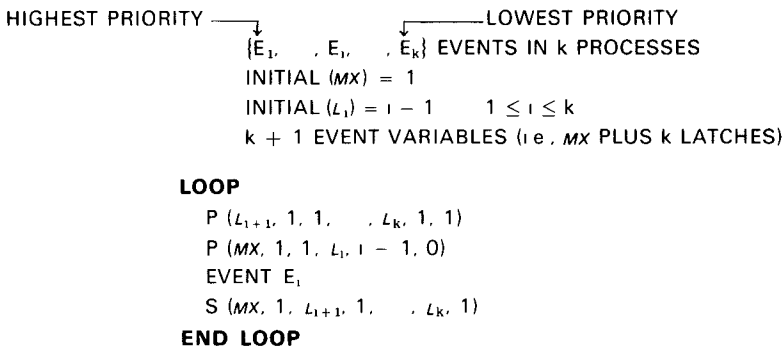 HIGHEST PRIORITY LOWEST PRIORITY
{E₁, , Eᵢ, , Eₖ} EVENTS IN k PROCESSES
INITIAL (MX) = 1
INITIAL (Lᵢ) = ı − 1 1 ≤ ı ≤ k
k + 1 EVENT VARIABLES (ı e , MX PLUS k LATCHES)
LOOP
P (Lᵢ₊₁, 1, 1, , Lₖ, 1, 1)
P (MX, 1, 1, Lᵢ, ı − 1, 0)
EVENT Eᵢ
S (MX, 1, Lᵢ₊₁, 1, , Lₖ, 1)
END LOOP